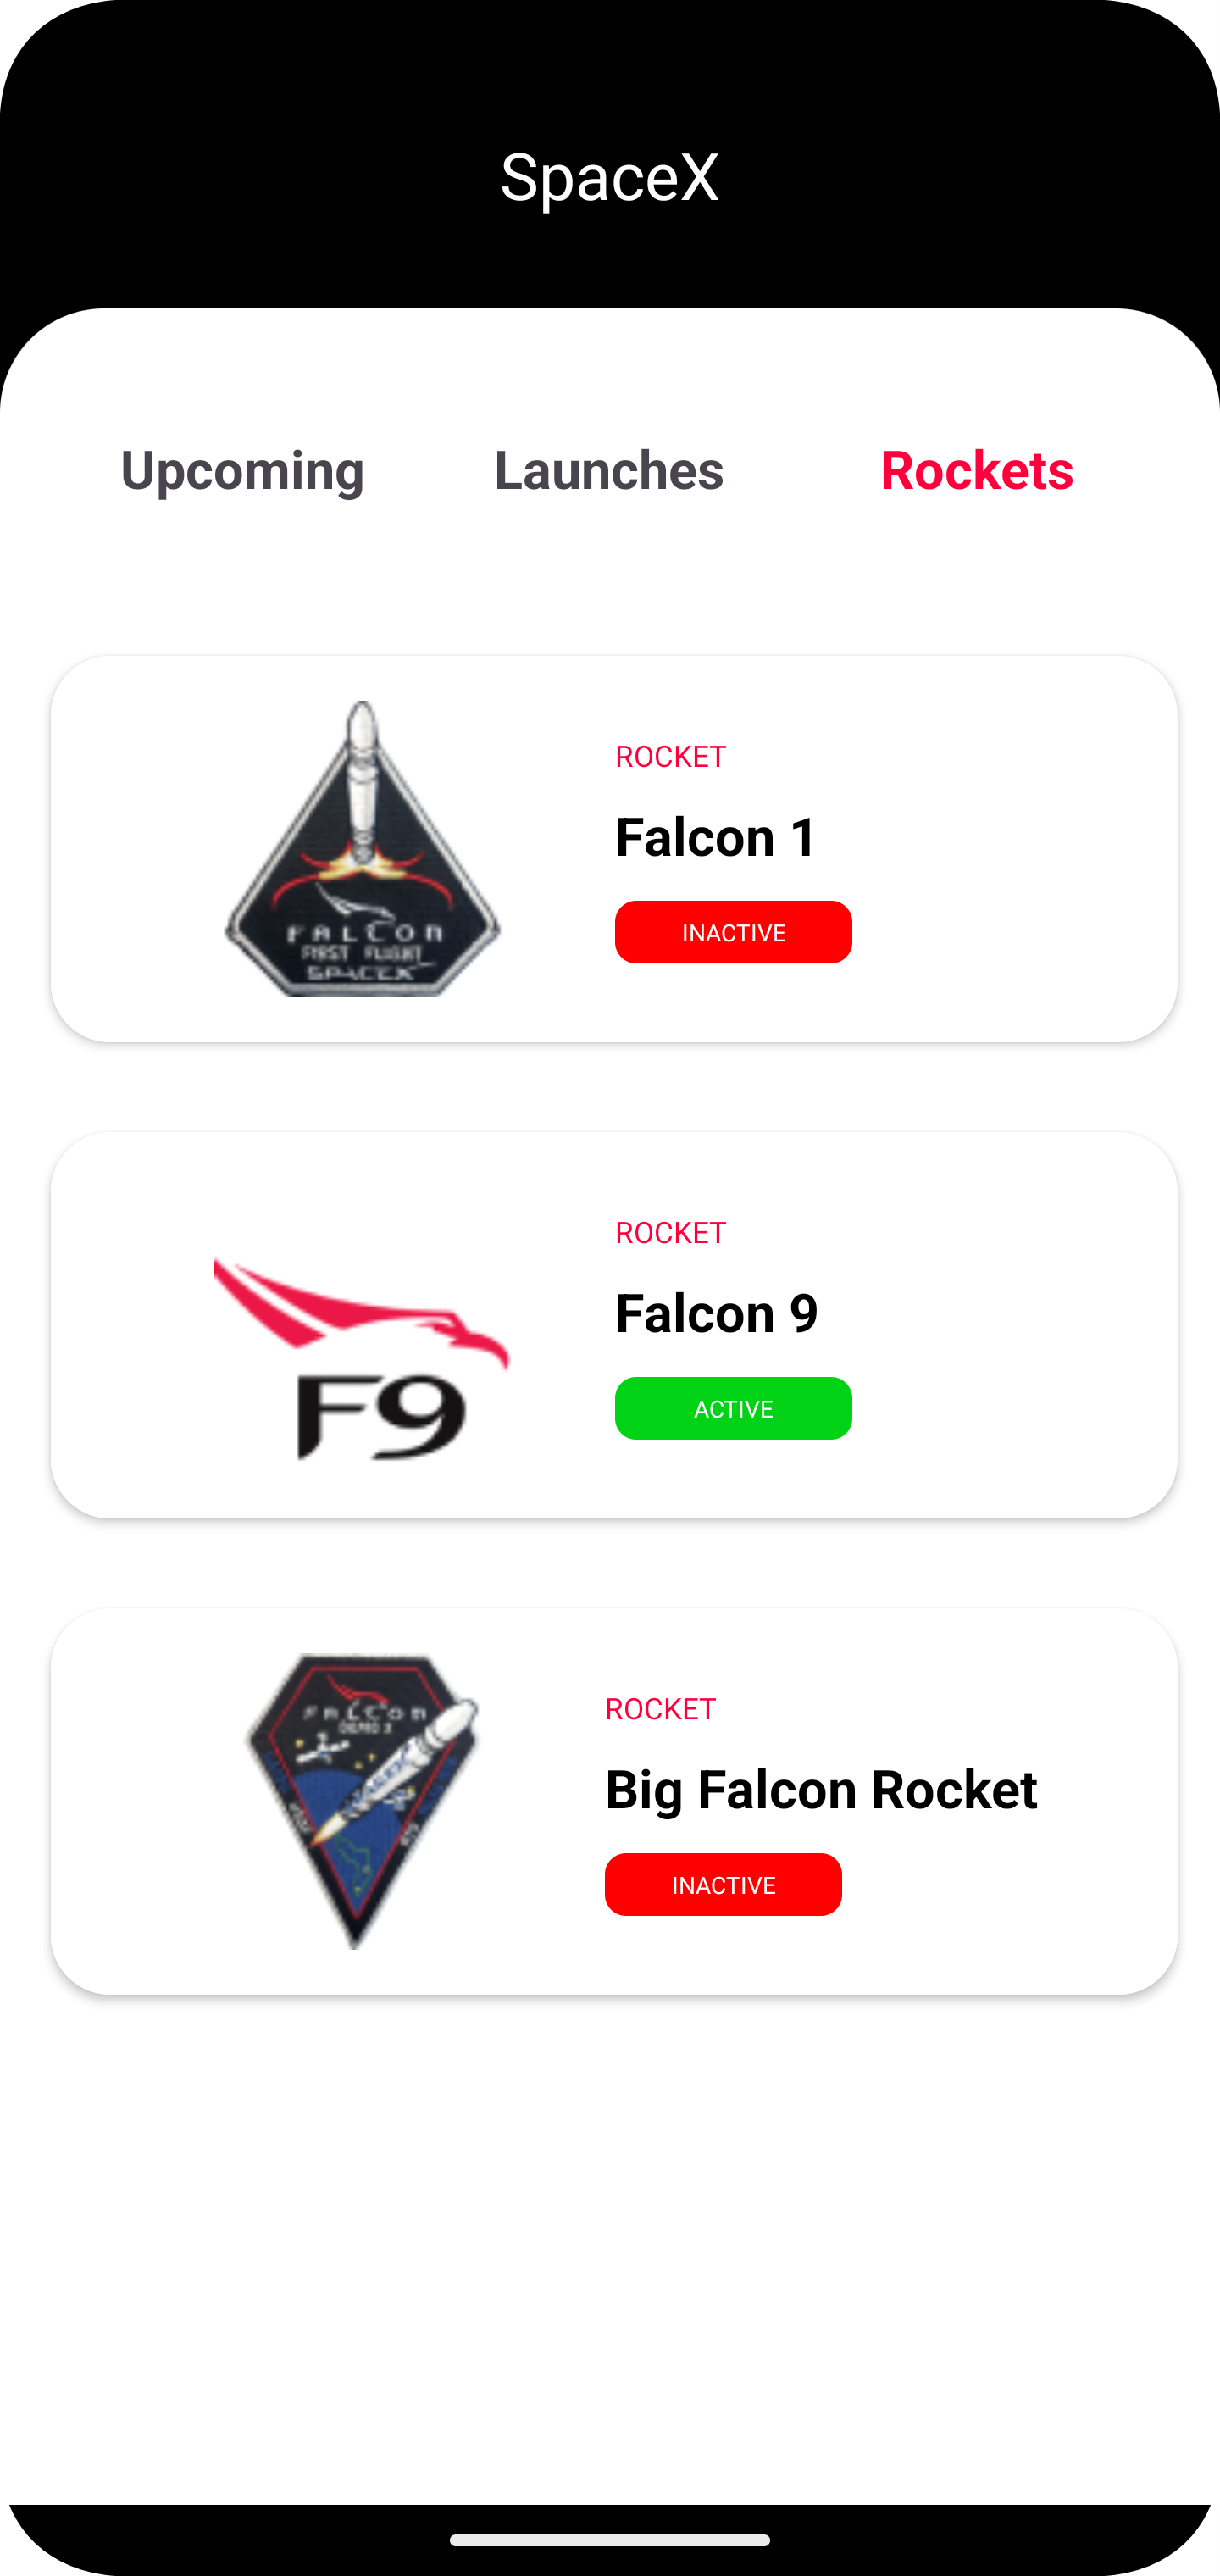 SpaceX
Upcoming Launches Rockets
FALCON
FIRST FLIGHT
SPACEX
ROCKET
Falcon 1
INACTIVE
F9
ROCKET
Falcon 9
ACTIVE
FALCON
DEMO 2
ROCKET
Big Falcon Rocket
INACTIVE